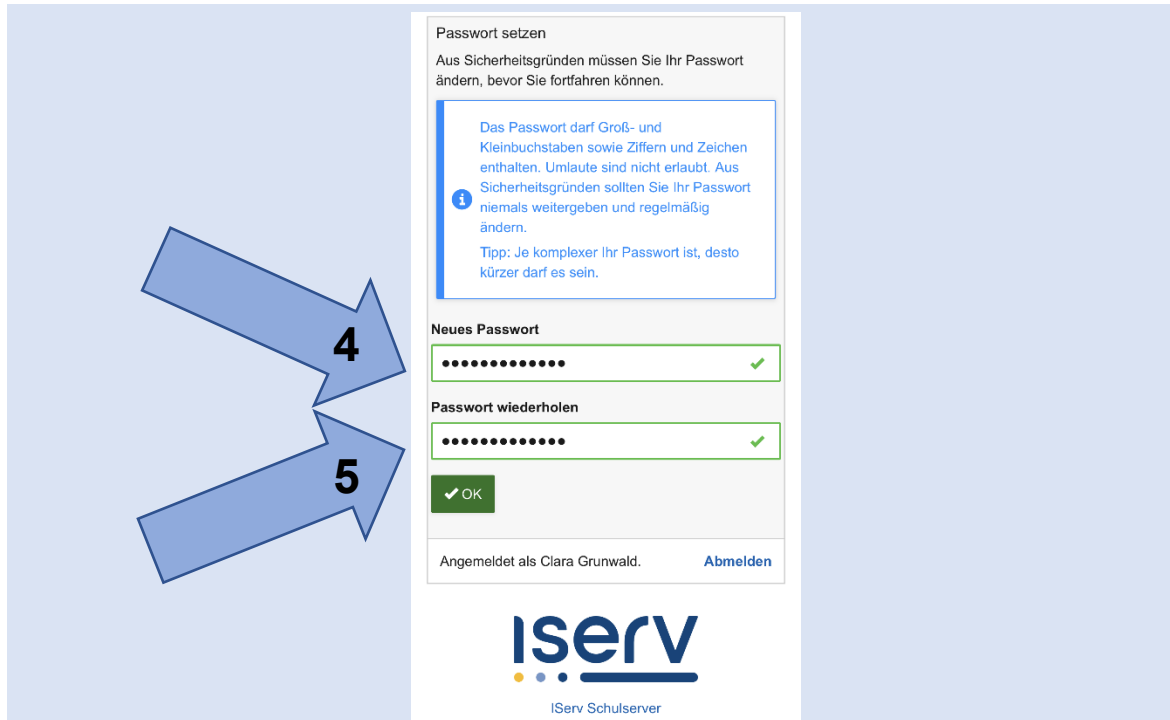 Passwort setzen
Aus Sicherheitsgründen müssen Sie Ihr Passwort
ändern, bevor Sie fortfahren können.
Das Passwort darf Groß- und
Kleinbuchstaben sowie Ziffern und Zeichen
enthalten. Umlaute sind nicht erlaubt. Aus
Sicherheitsgründen sollten Sie Ihr Passwort
niemals weitergeben und regelmäßig
ändern.
Tipp: Je komplexer Ihr Passwort ist, desto
kürzer darf es sein.
Neues Passwort
4
•••••••••••••
Passwort wiederholen
•••••••••••••
5
OK
Angemeldet als Clara Grunwald.
Abmelden
Iserv
IServ Schulserver